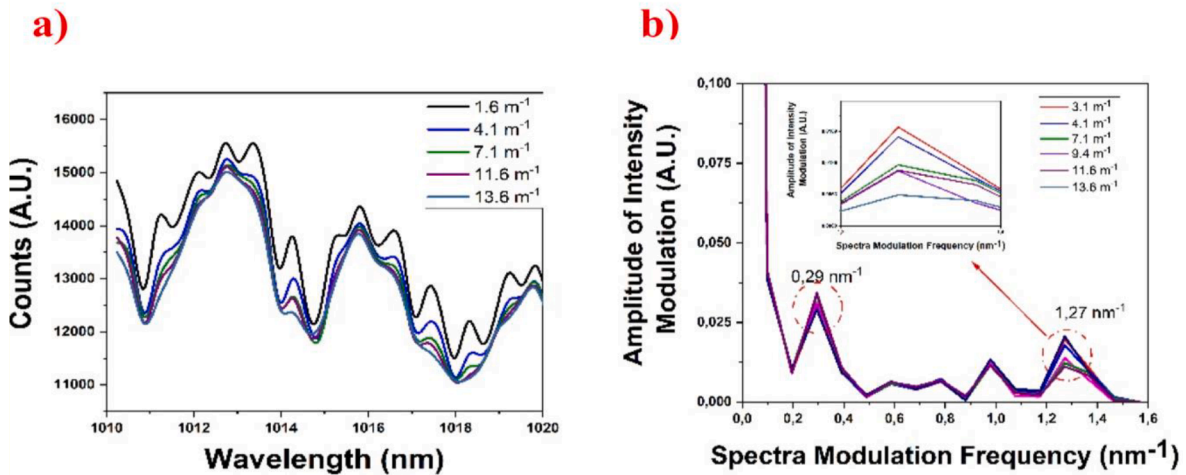 a)
Counts (A.U.)
16000
15000
14000
13000
12000
11000
1.6 m⁻¹
4.1 m⁻¹
7.1 m⁻¹
11.6 m⁻¹
13.6 m⁻¹
1010 1012 1014 1016 1018 1020
Wavelength (nm)
b)
Amplitude of Intensity
Modulation (A.U.)
0,100
0,075
0,050
0,025
0,000
Amplitude of Intensity
Modulation (A.U.)
Spectra Modulation Frequency (nm⁻¹)
3.1 m⁻¹
4.1 m⁻¹
7.1 m⁻¹
9.4 m⁻¹
11.6 m⁻¹
13.6 m⁻¹
0,29 nm⁻¹
1,27 nm⁻¹
0,0 0,2 0,4 0,6 0,8 1,0 1,2 1,4 1,6
Spectra Modulation Frequency (nm⁻¹)